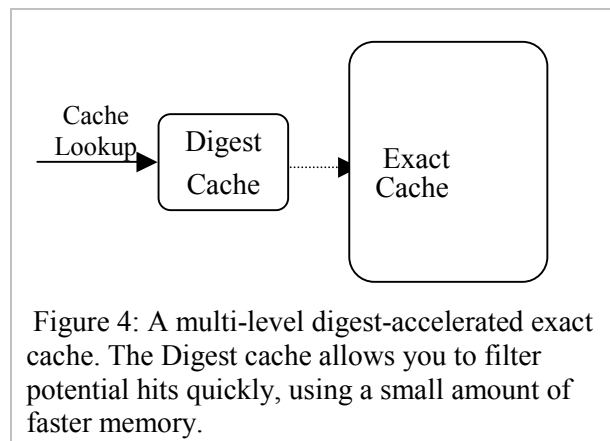 Cache
Lookup
Digest
Cache
Exact
Cache
Figure 4: A multi-level digest-accelerated exact
cache. The Digest cache allows you to filter
potential hits quickly, using a small amount of
faster memory.